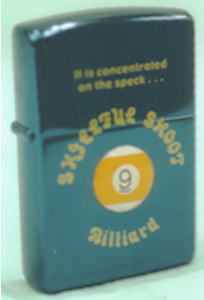 it is concentrated
on the speck...
SKILLFUL SHOOT
9
Billiard